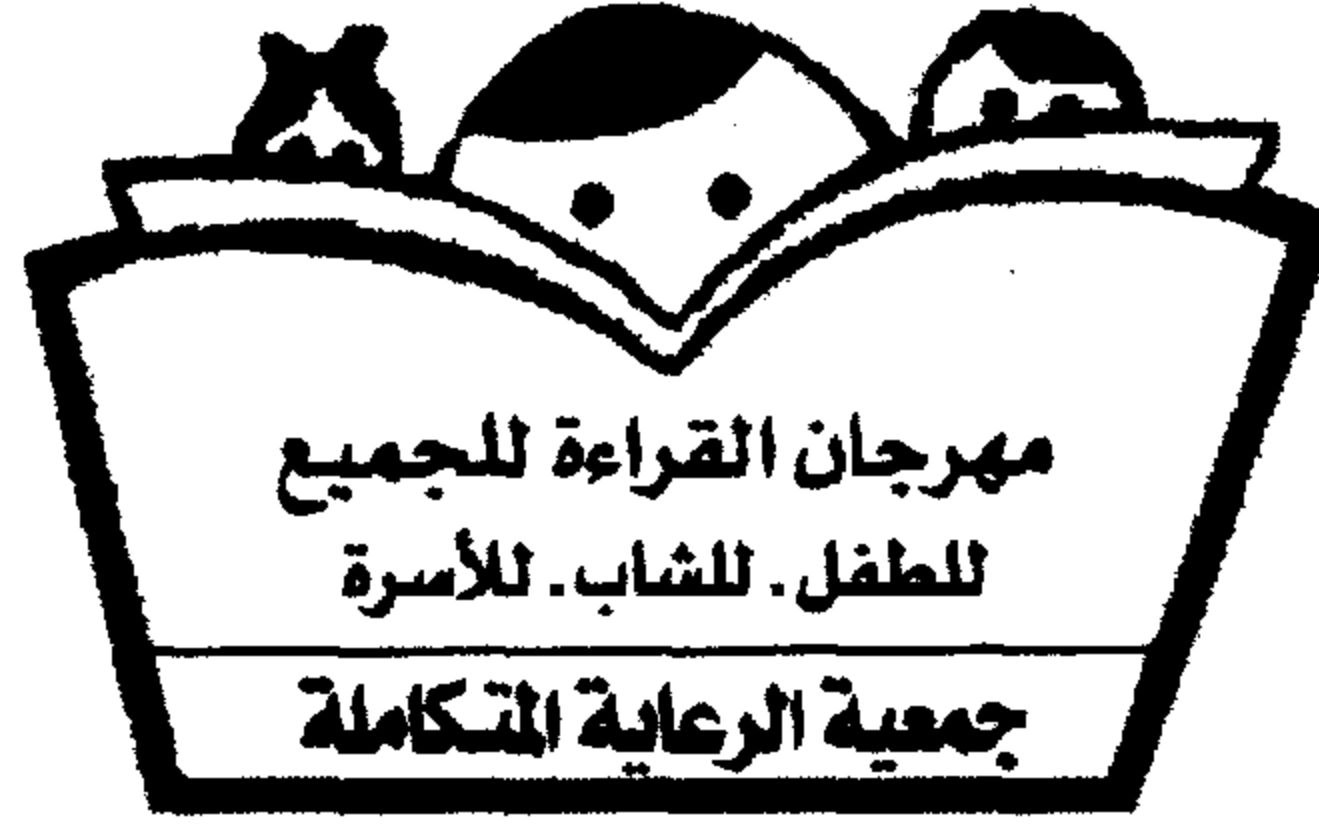 مهرجان القراءة للجميع
للطفل . للشاب . للأسرة
جمعية الرعاية المتكاملة